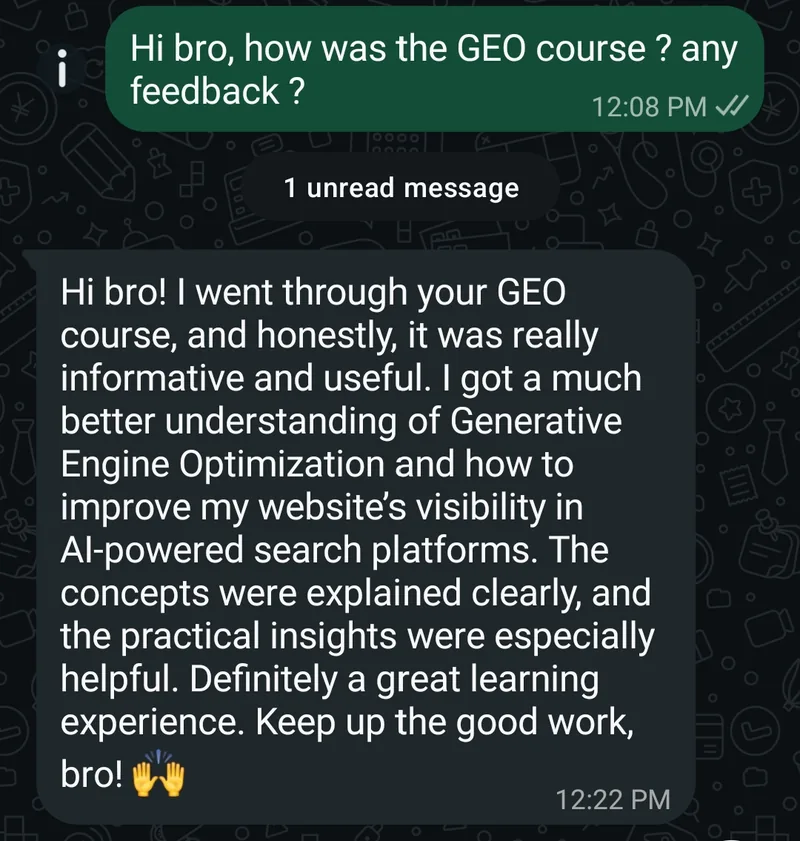 Hi bro, how was the GEO course ? any
feedback ?
12:08 PM
1 unread message
Hi bro! I went through your GEO
course, and honestly, it was really
informative and useful. I got a much
better understanding of Generative
Engine Optimization and how to
improve my website’s visibility in
AI-powered search platforms. The
concepts were explained clearly, and
the practical insights were especially
helpful. Definitely a great learning
experience. Keep up the good work,
bro! 🙌
12:22 PM